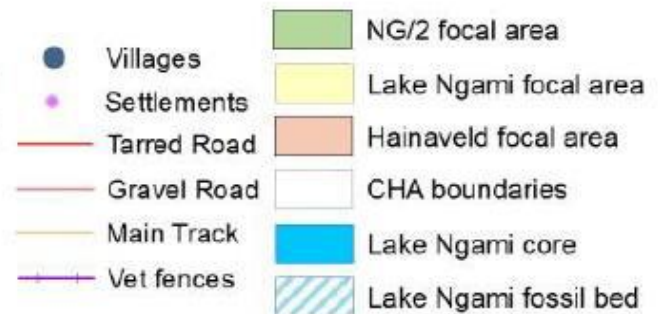 Villages
Settlements
Tarred Road
Gravel Road
Main Track
Vet fences
NG/2 focal area
Lake Ngami focal area
Hainaveld focal area
CHA boundaries
Lake Ngami core
Lake Ngami fossil bed